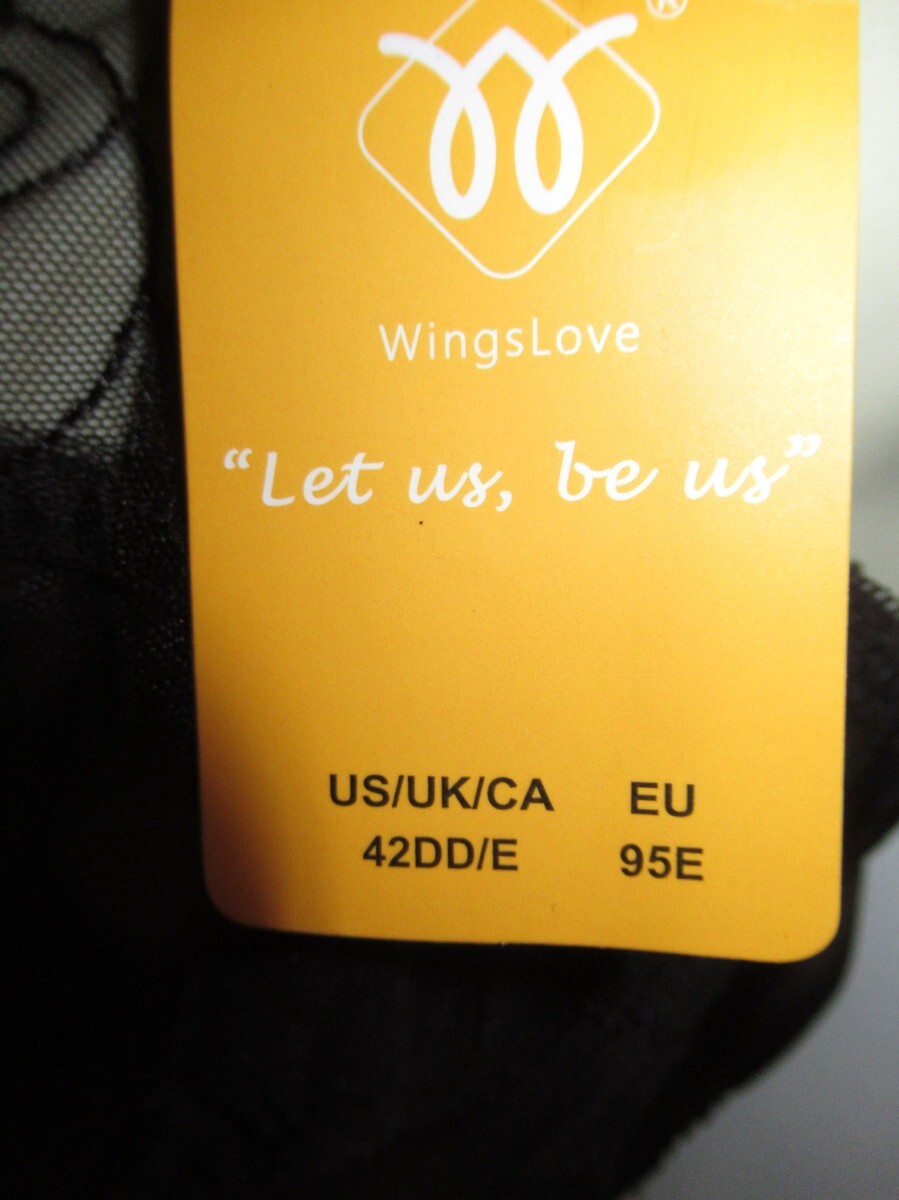 ®
WingsLove
“Let us, be us”
US/UK/CA EU
42DD/E 95E